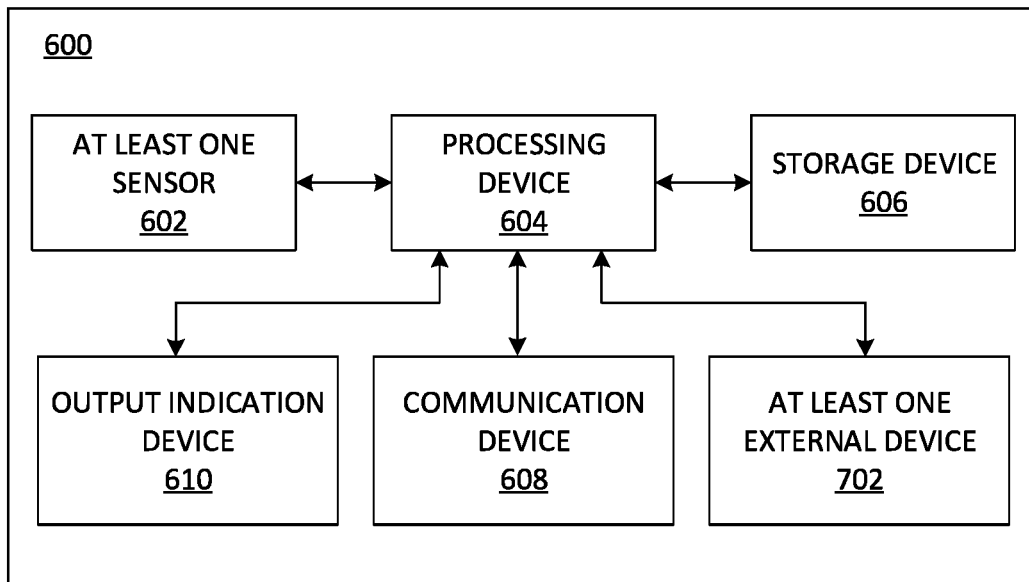 600
AT LEAST ONE
SENSOR
602
PROCESSING
DEVICE
604
STORAGE DEVICE
606
OUTPUT INDICATION
DEVICE
610
COMMUNICATION
DEVICE
608
AT LEAST ONE
EXTERNAL DEVICE
702